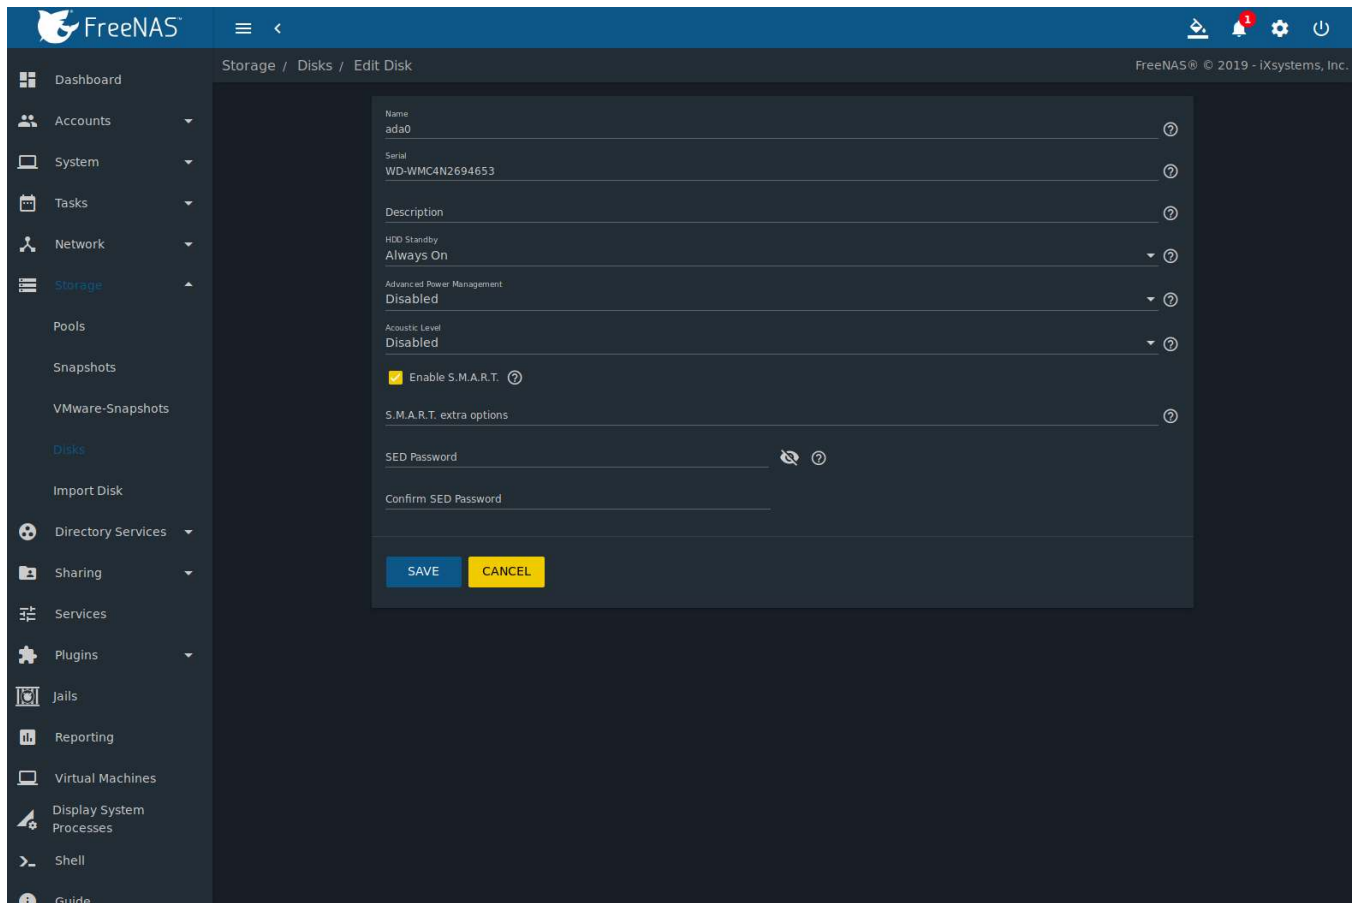 FreeNAS
1
Storage / Disks / Edit Disk
FreeNAS® © 2019 - iXsystems, Inc.
Dashboard
Accounts
System
Tasks
Network
Storage
Pools
Snapshots
VMware-Snapshots
Disks
Import Disk
Directory Services
Sharing
Services
Plugins
Jails
Reporting
Virtual Machines
Display System
Processes
Shell
Guide
Name
ada0
Serial
WD-WMC4N2694653
Description
HDD Standby
Always On
Advanced Power Management
Disabled
Acoustic Level
Disabled
Enable S.M.A.R.T.
S.M.A.R.T. extra options
SED Password
Confirm SED Password
SAVE
CANCEL